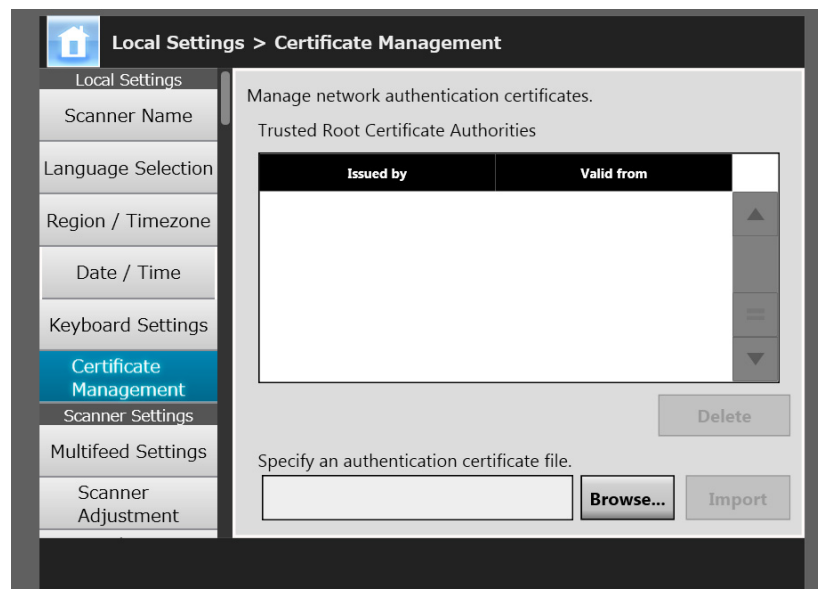 Local Settings > Certificate Management
Local Settings
Scanner Name
Language Selection
Region / Timezone
Date / Time
Keyboard Settings
Certificate
Management
Scanner Settings
Multifeed Settings
Scanner
Adjustment
Manage network authentication certificates.
Trusted Root Certificate Authorities
Issued by
Valid from
Delete
Specify an authentication certificate file.
Browse...
Import